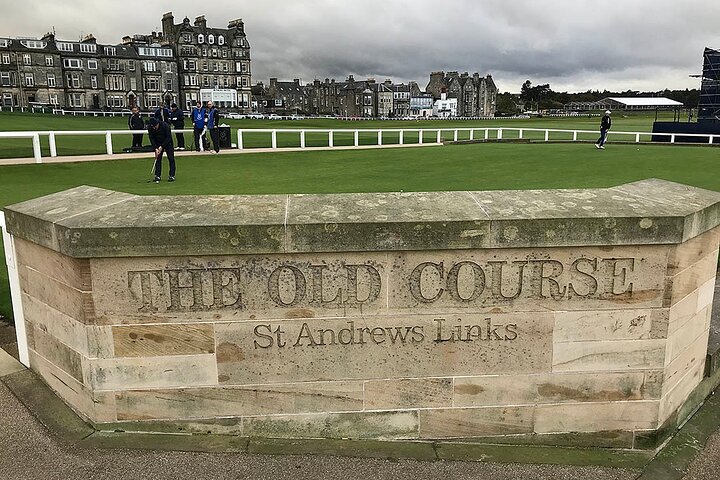 THE OLD COURSE
St Andrews Links